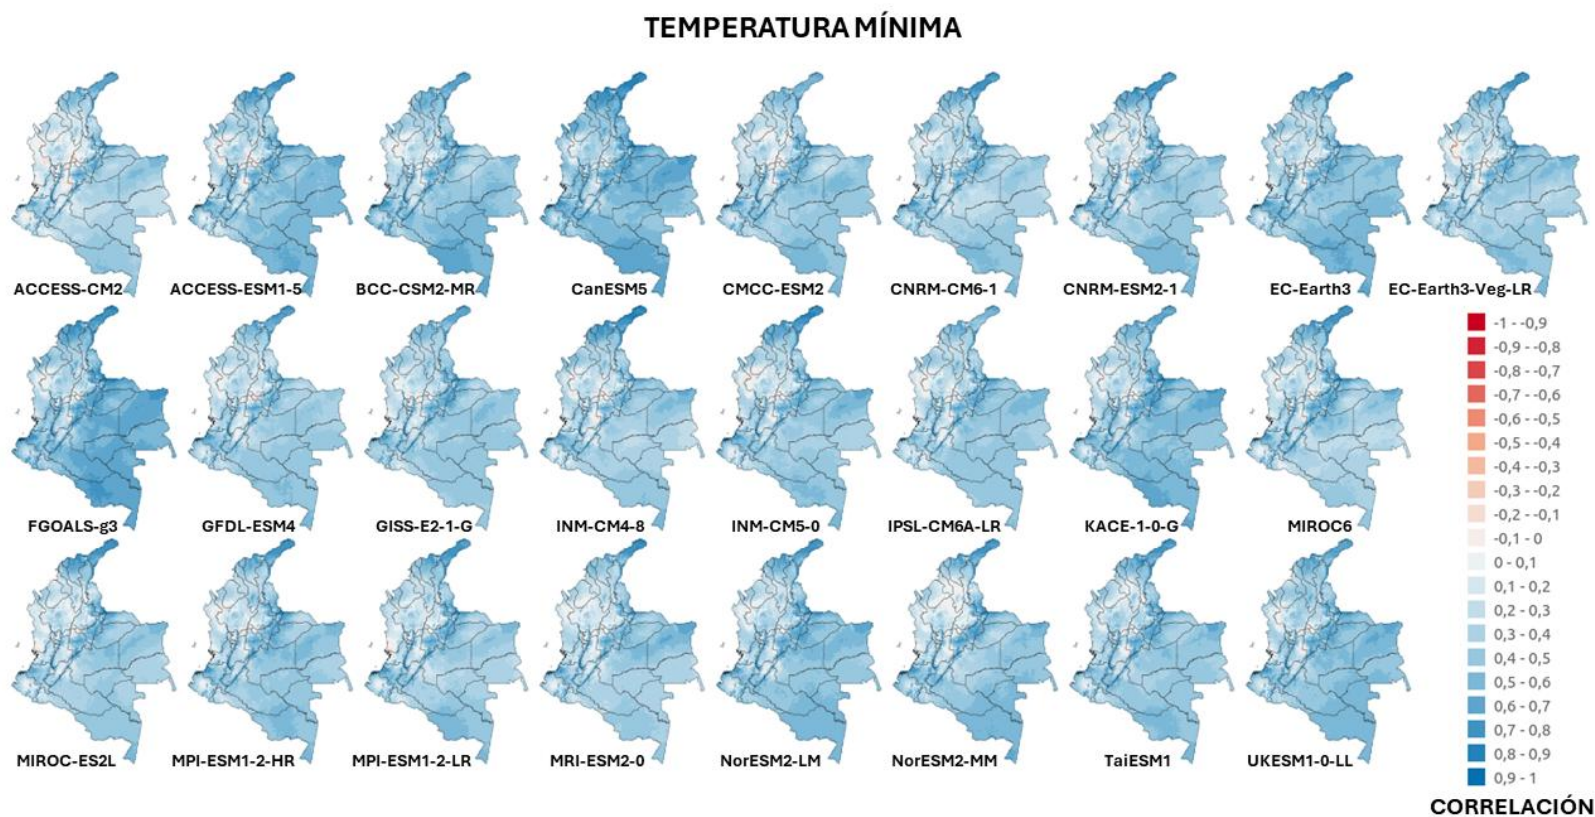 TEMPERATURA MÍNIMA
ACCESS-CM2
ACCESS-ESM1-5
BCC-CSM2-MR
CanESM5
CMCC-ESM2
CNRM-CM6-1
CNRM-ESM2-1
EC-Earth3
EC-Earth3-Veg-LR
FGOALS-g3
GFDL-ESM4
GISS-E2-1-G
INM-CM4-8
INM-CM5-0
IPSL-CM6A-LR
KACE-1-0-G
MIROC6
MIROC-ES2L
MPI-ESM1-2-HR
MPI-ESM1-2-LR
MRI-ESM2-0
NorESM2-LM
NorESM2-MM
TaiESM1
UKESM1-0-LL
-1 - -0,9
-0,9 - -0,8
-0,8 - -0,7
-0,7 - -0,6
-0,6 - -0,5
-0,5 - -0,4
-0,4 - -0,3
-0,3 - -0,2
-0,2 - -0,1
-0,1 - 0
0 - 0,1
0,1 - 0,2
0,2 - 0,3
0,3 - 0,4
0,4 - 0,5
0,5 - 0,6
0,6 - 0,7
0,7 - 0,8
0,8 - 0,9
0,9 - 1
CORRELACIÓN